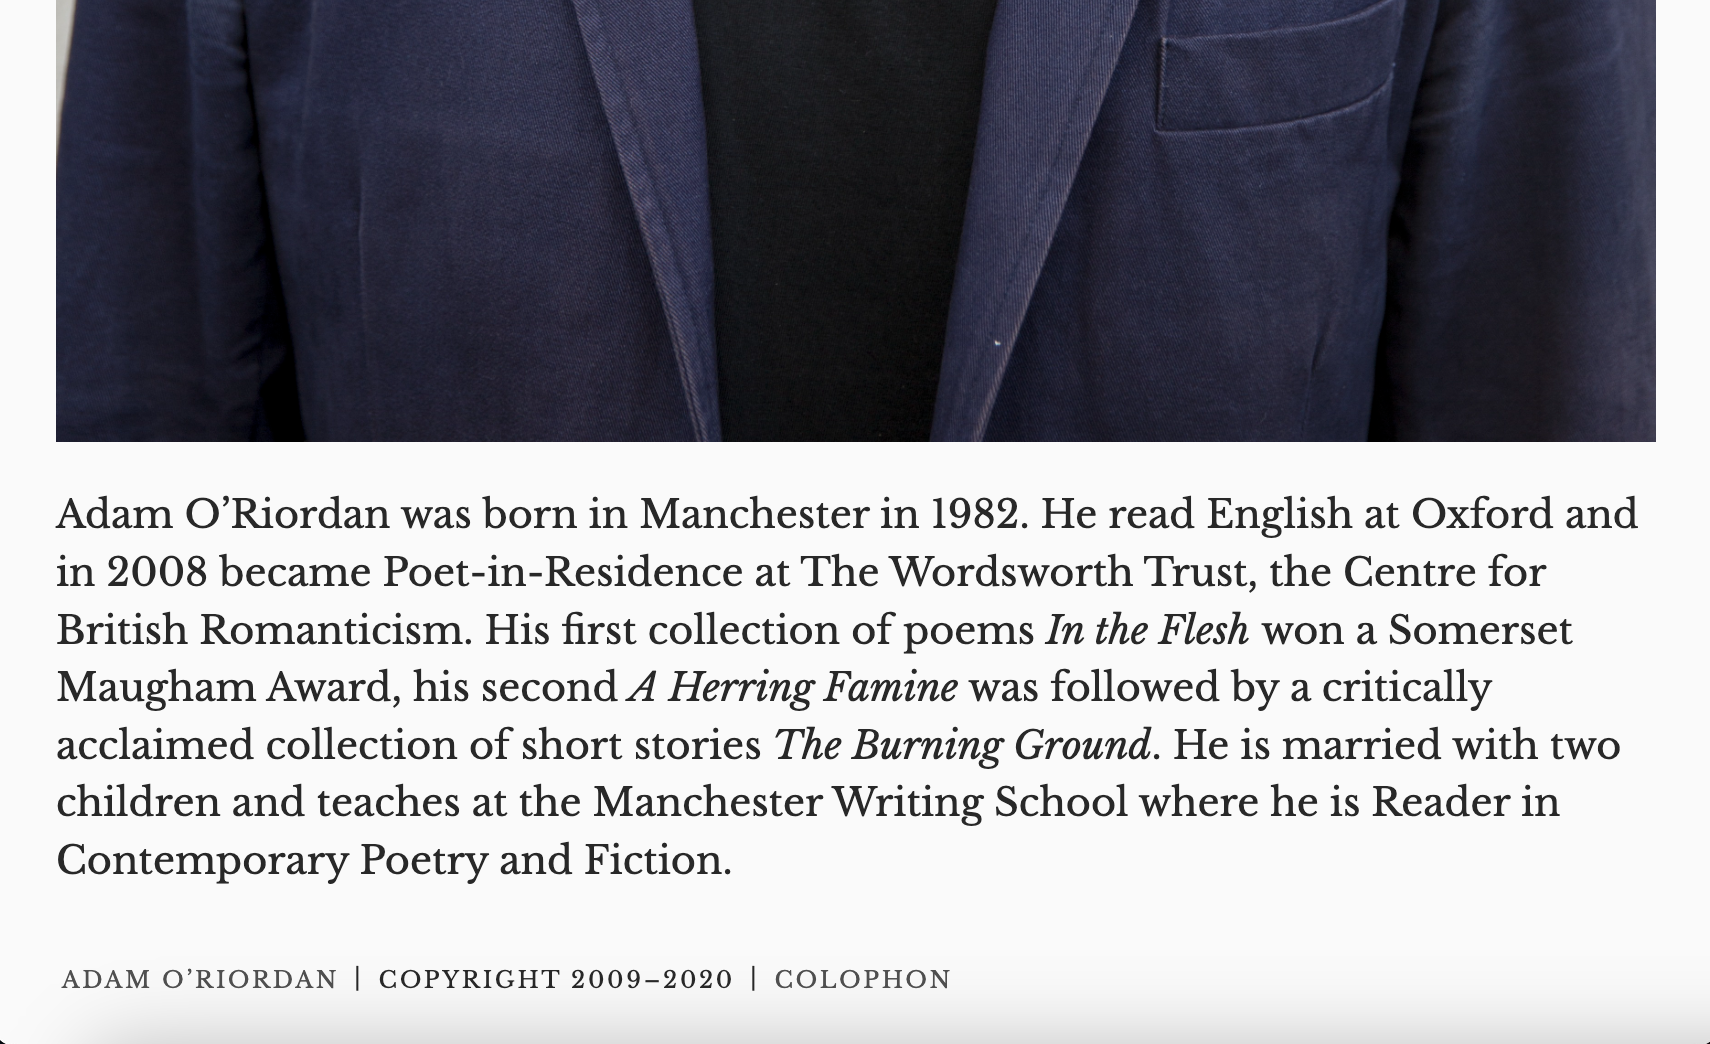 Adam O’Riordan was born in Manchester in 1982. He read English at Oxford and
in 2008 became Poet-in-Residence at The Wordsworth Trust, the Centre for
British Romanticism. His first collection of poems In the Flesh won a Somerset
Maugham Award, his second A Herring Famine was followed by a critically
acclaimed collection of short stories The Burning Ground. He is married with two
children and teaches at the Manchester Writing School where he is Reader in
Contemporary Poetry and Fiction.
ADAM O’RIORDAN | COPYRIGHT 2009–2020 | COLOPHON